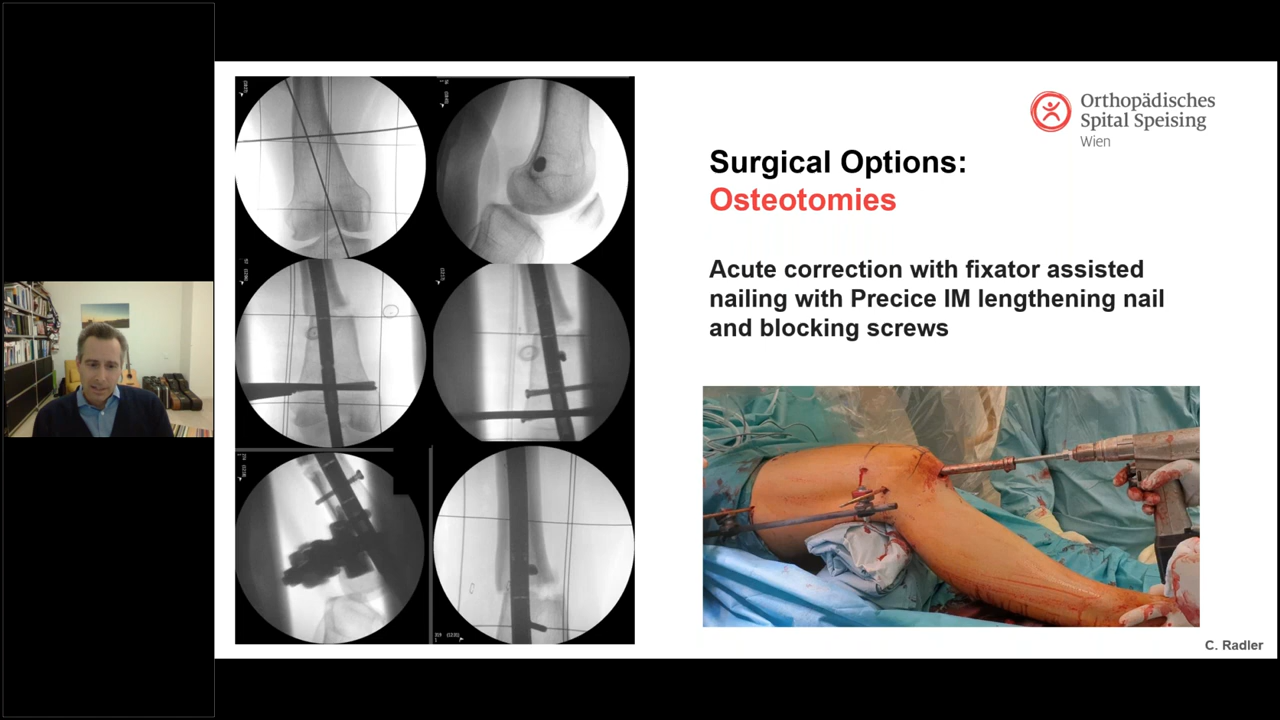 Orthopädisches
Spital Speising
Wien
Surgical Options:
Osteotomies
Acute correction with fixator assisted
nailing with Precice IM lengthening nail
and blocking screws
C. Radler